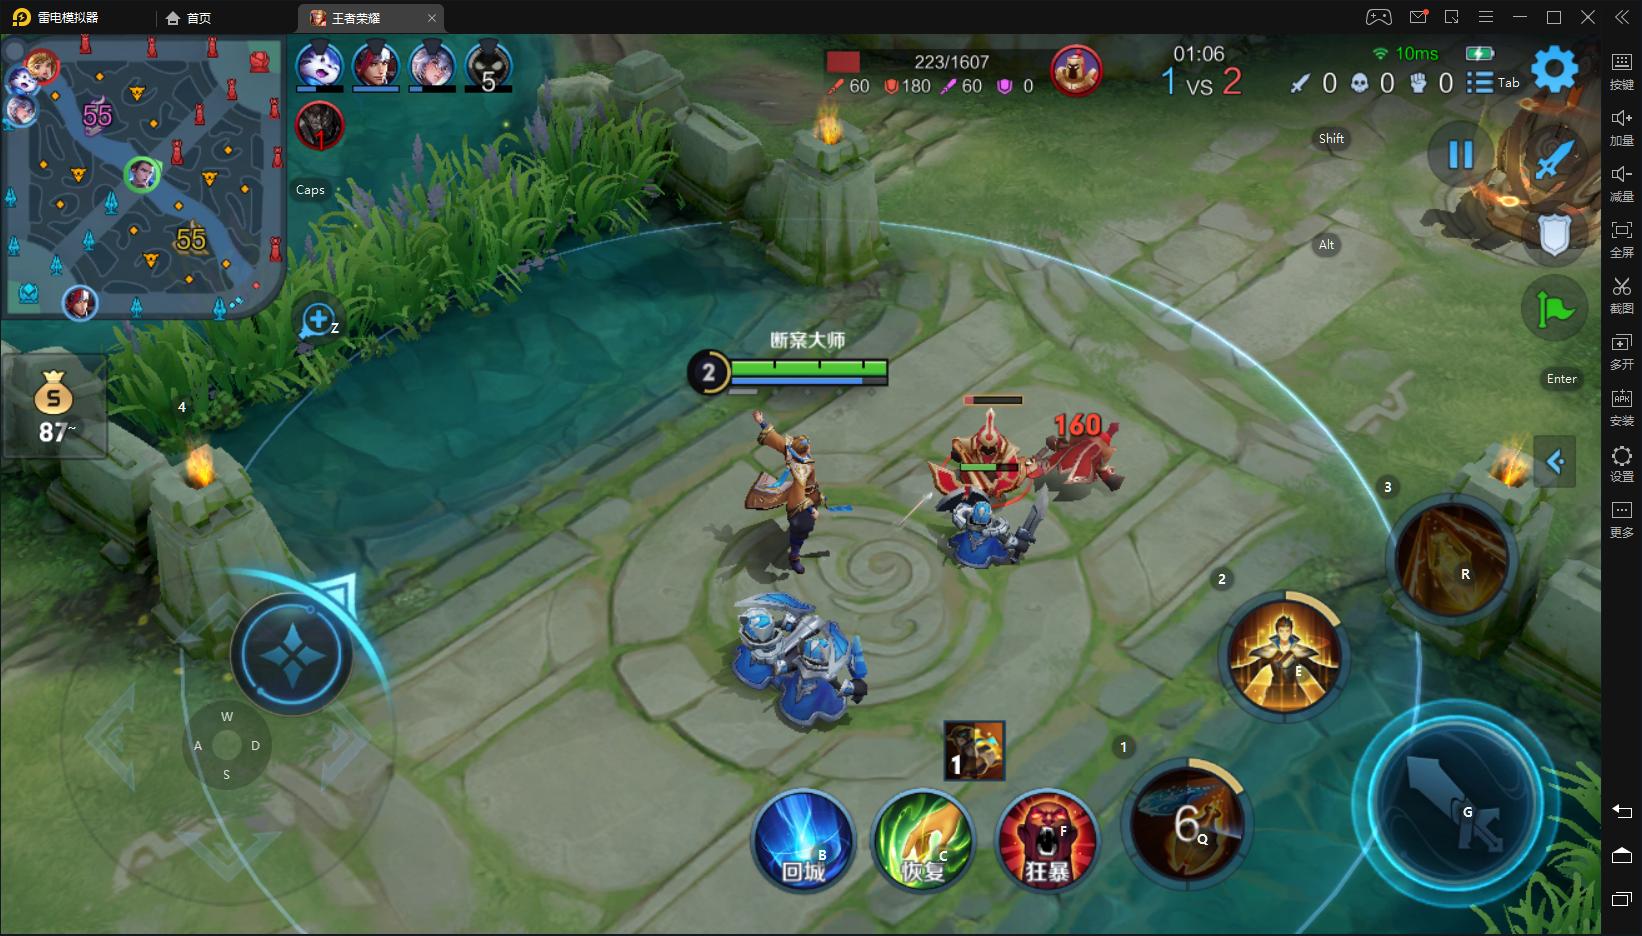 雷电模拟器
首页
王者荣耀
223/1607
60 180 60 0
01:06
1 VS 2
10ms
0 0 0 Tab
55
55
5
1
Caps
Shift
Alt
Z
Enter
87~
4
断案大师
2
160
3
R
2
E
1
G
W
A D
S
1
6
Q
B
回城
C
恢复
F
狂暴
按键
加量
减量
全屏
截图
多开
APK
安装
设置
更多